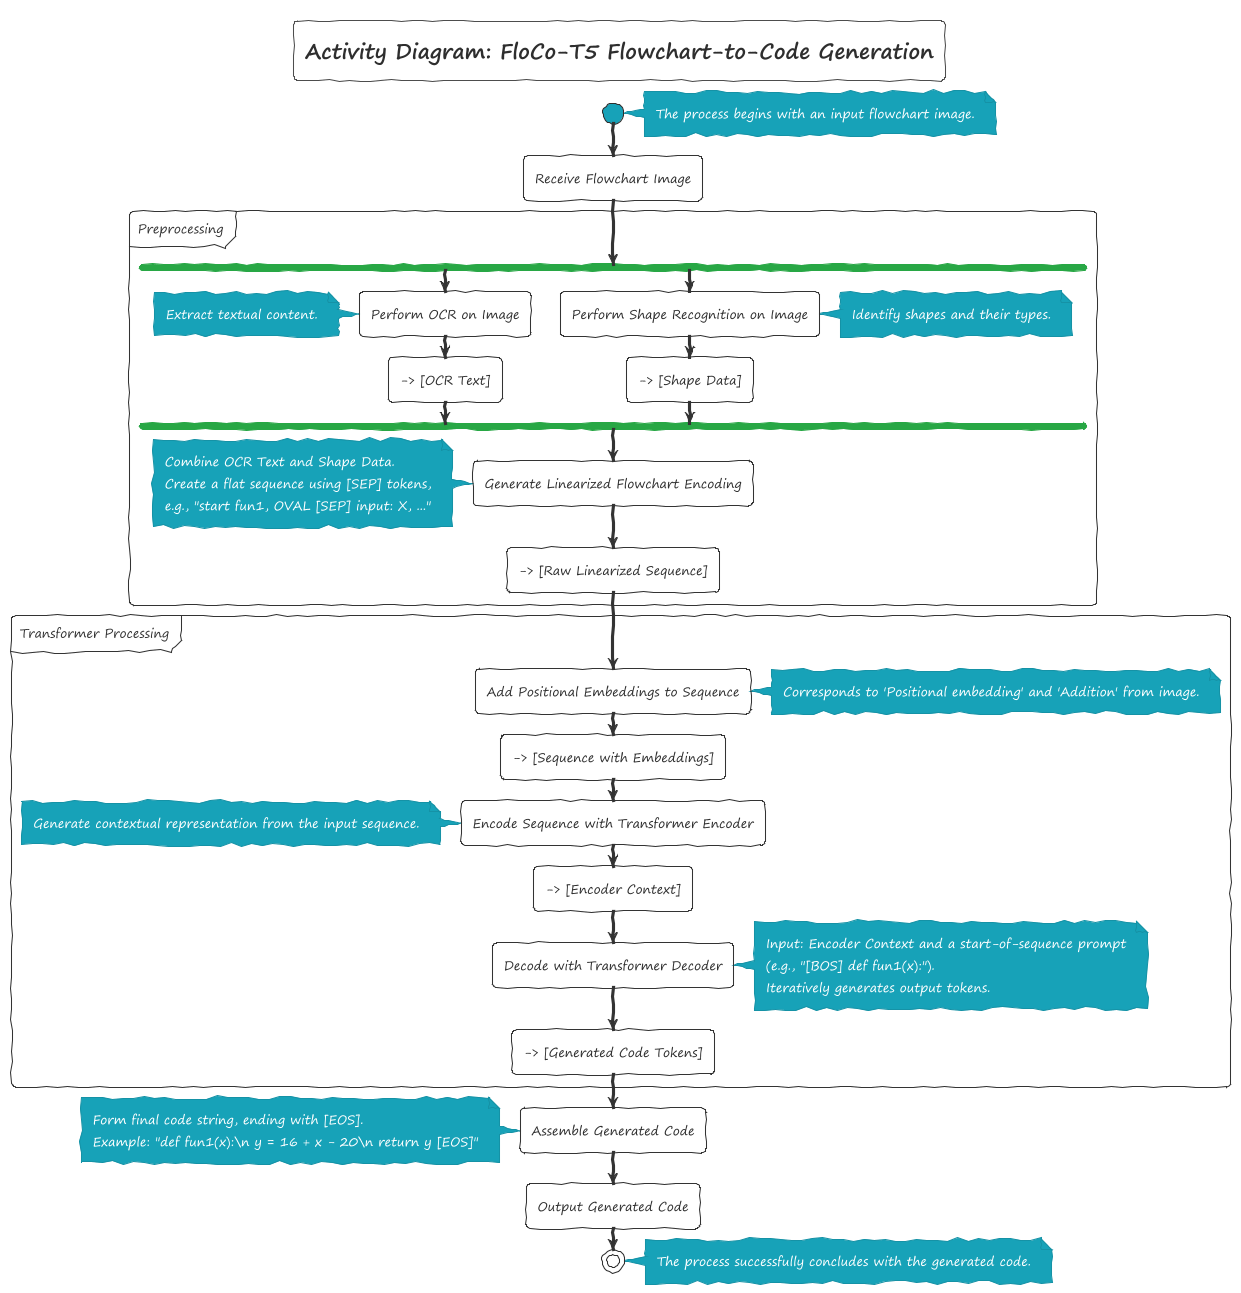 Activity Diagram: FloCo-T5 Flowchart-to-Code Generation
The process begins with an input flowchart image.
Receive Flowchart Image
Preprocessing
Extract textual content.
Perform OCR on Image
Perform Shape Recognition on Image
Identify shapes and their types.
-> [OCR Text]
-> [Shape Data]
Combine OCR Text and Shape Data.
Create a flat sequence using [SEP] tokens,
e.g., "start fun1, OVAL [SEP] input: X, ..."
Generate Linearized Flowchart Encoding
-> [Raw Linearized Sequence]
Transformer Processing
Add Positional Embeddings to Sequence
Corresponds to 'Positional embedding' and 'Addition' from image.
-> [Sequence with Embeddings]
Generate contextual representation from the input sequence.
Encode Sequence with Transformer Encoder
-> [Encoder Context]
Decode with Transformer Decoder
Input: Encoder Context and a start-of-sequence prompt
(e.g., "[BOS] def fun1(x):").
Iteratively generates output tokens.
-> [Generated Code Tokens]
Form final code string, ending with [EOS].
Example: "def fun1(x):\n y = 16 + x - 20\n return y [EOS]"
Assemble Generated Code
Output Generated Code
The process successfully concludes with the generated code.